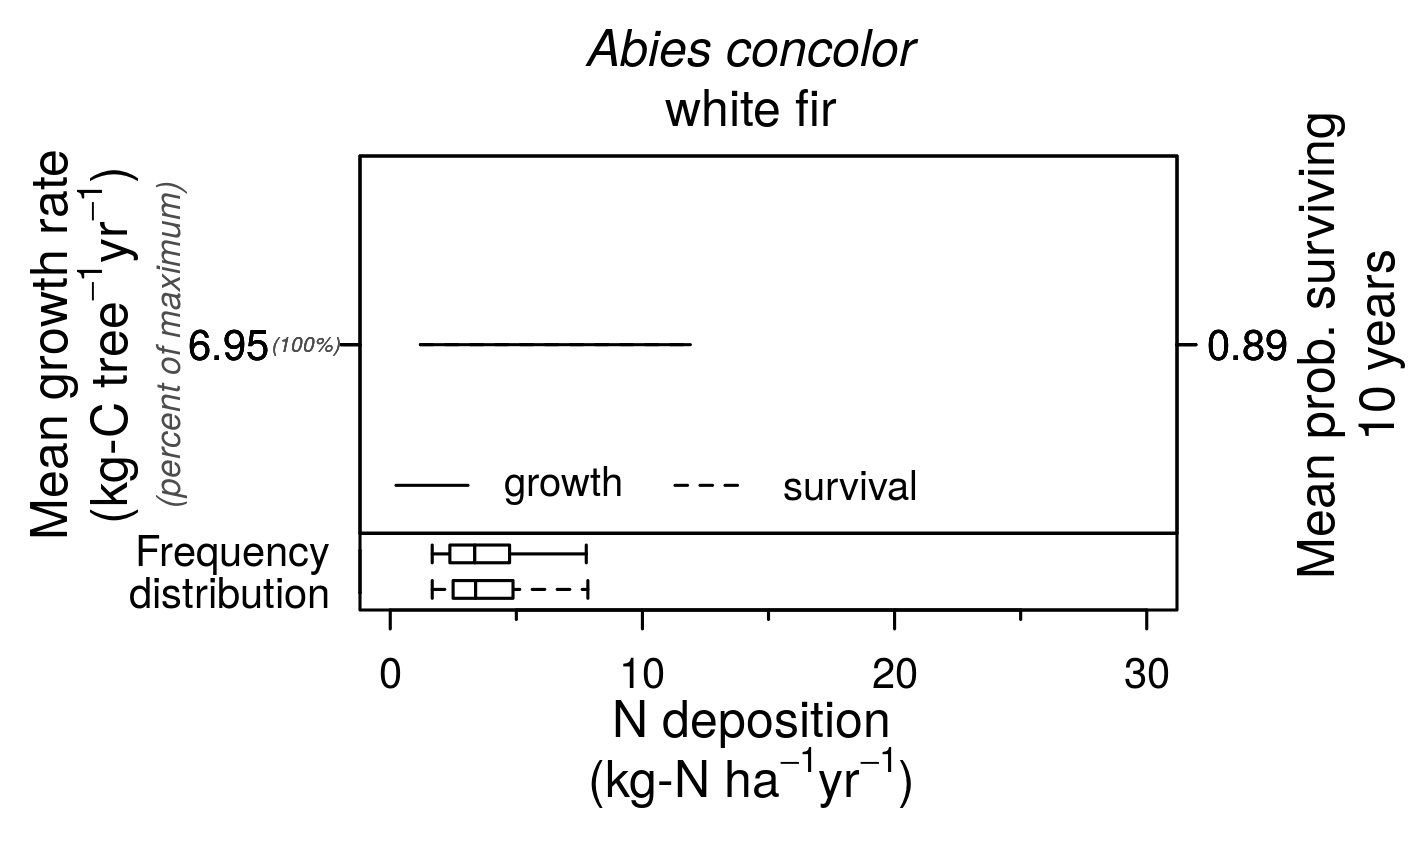 Abies concolor
white fir
Mean growth rate
(kg-C tree⁻¹yr⁻¹)
(percent of maximum)
6.95 (100%)
0.89
Mean prob. surviving
10 years
growth
survival
Frequency
distribution
0 10 20 30
N deposition
(kg-N ha⁻¹yr⁻¹)